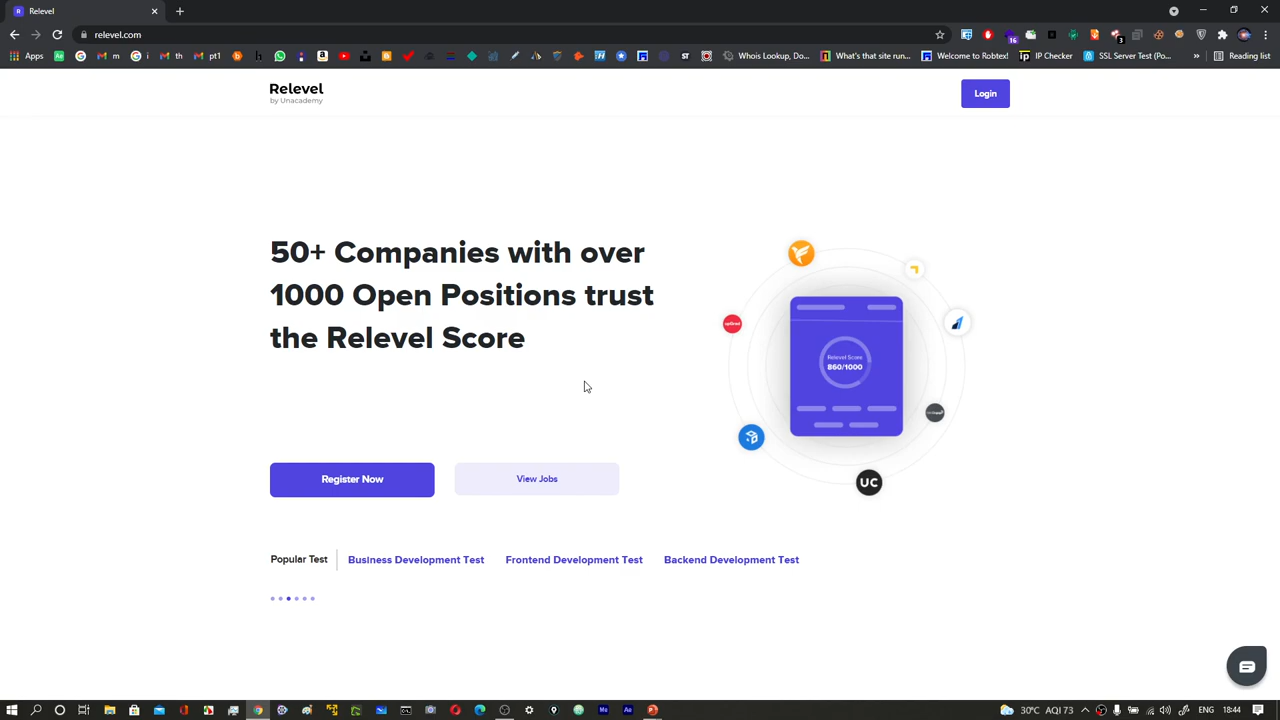 Relevel
relevel.com
Apps
m
i
th
pt1
Whois Lookup, Do...
What's that site run...
Welcome to Robtex!
IP Checker
SSL Server Test (Po...
»
Reading list
Relevel
by Unacademy
Login
50+ Companies with over
1000 Open Positions trust
the Relevel Score
Relevel Score
860/1000
upGrad
UC
Register Now
View Jobs
Popular Test
Business Development Test
Frontend Development Test
Backend Development Test
30°C AQI 73
ENG
18:44